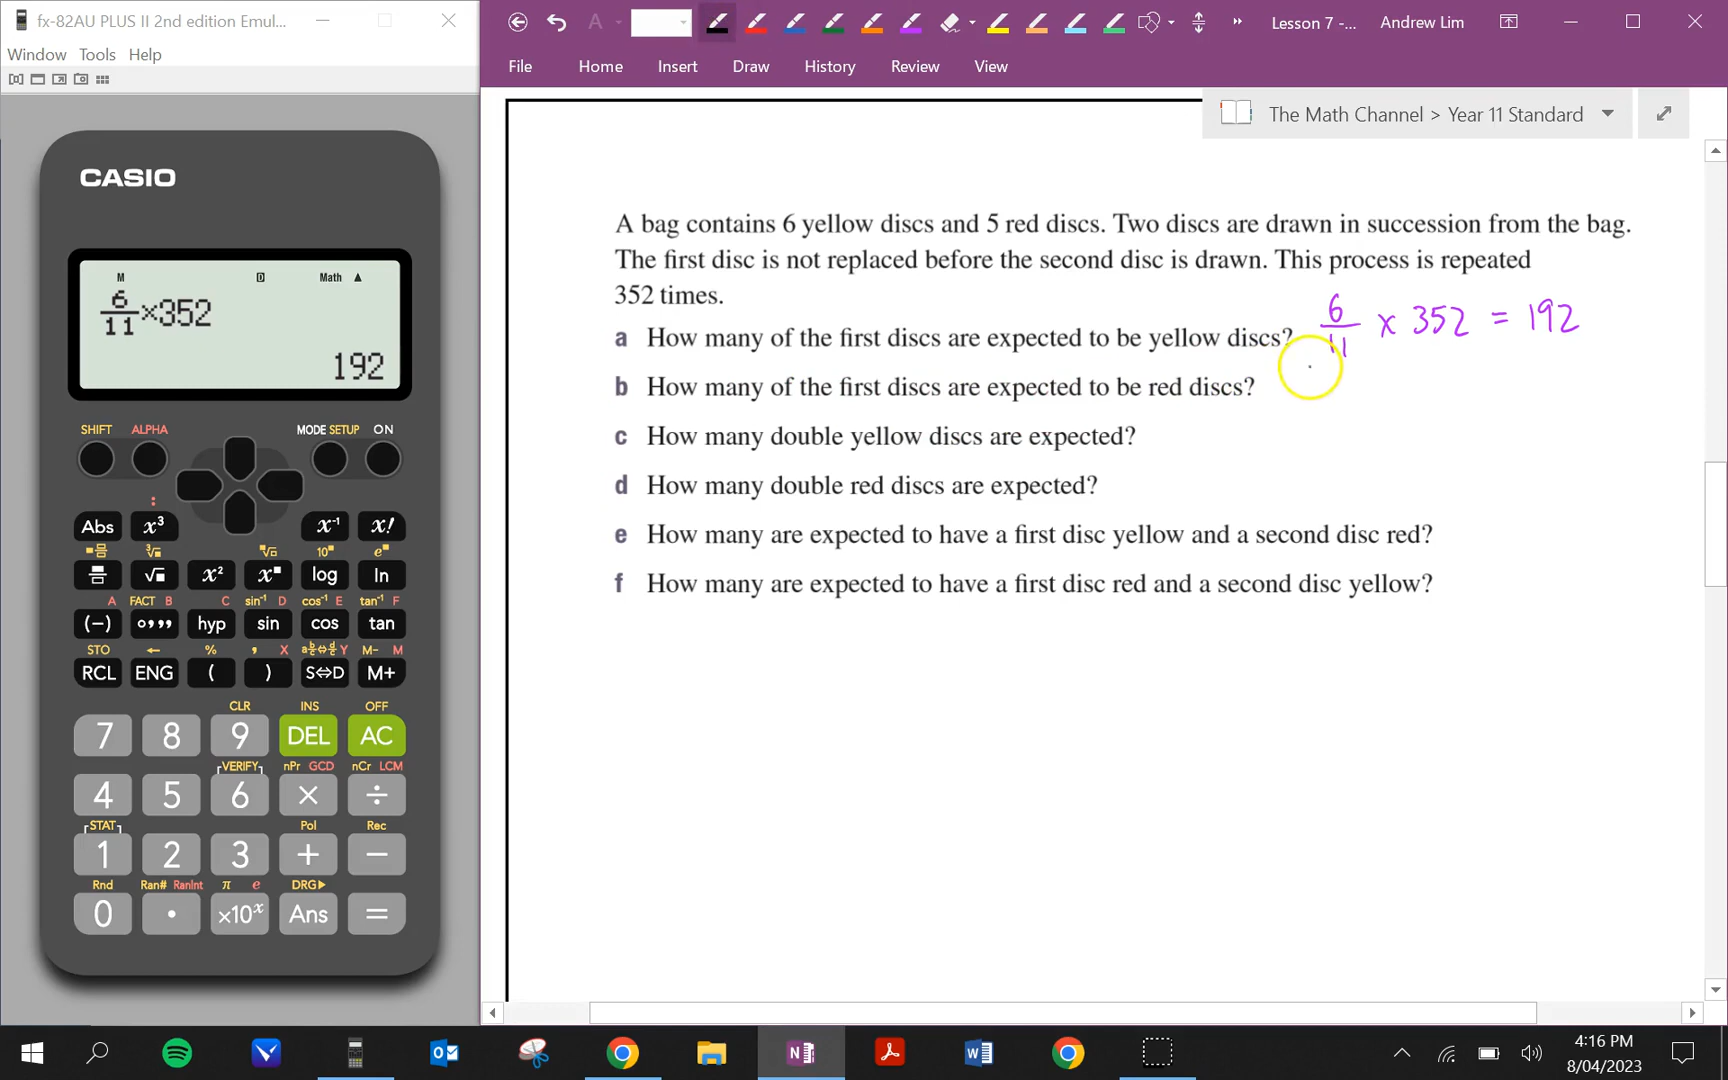 fx-82AU PLUS II 2nd edition Emul...
Window Tools Help
Lesson 7 -... Andrew Lim
File Home Insert Draw History Review View
The Math Channel > Year 11 Standard
CASIO
M D Math ▲
6/11×352
192
A bag contains 6 yellow discs and 5 red discs. Two discs are drawn in succession from the bag.
The first disc is not replaced before the second disc is drawn. This process is repeated
352 times.
a How many of the first discs are expected to be yellow discs? 6/11 × 352 = 192
b How many of the first discs are expected to be red discs?
c How many double yellow discs are expected?
d How many double red discs are expected?
e How many are expected to have a first disc yellow and a second disc red?
f How many are expected to have a first disc red and a second disc yellow?
SHIFT ALPHA MODE SETUP ON
:
Abs x³ x⁻¹ x!
³√ ⁿ√ 10 e
√ x² x log ln
A FACT B C sin⁻¹ D cos⁻¹ E tan⁻¹ F
(−) °,,, hyp sin cos tan
STO ← % , X a b/c⇔d/c Y M− M
RCL ENG ( ) S⇔D M+
CLR INS OFF
7 8 9 DEL AC
VERIFY nPr GCD nCr LCM
4 5 6 × ÷
STAT Pol Rec
1 2 3 + −
Rnd Ran# RanInt π e DRG▶
0 . ×10ˣ Ans =
4:16 PM
8/04/2023